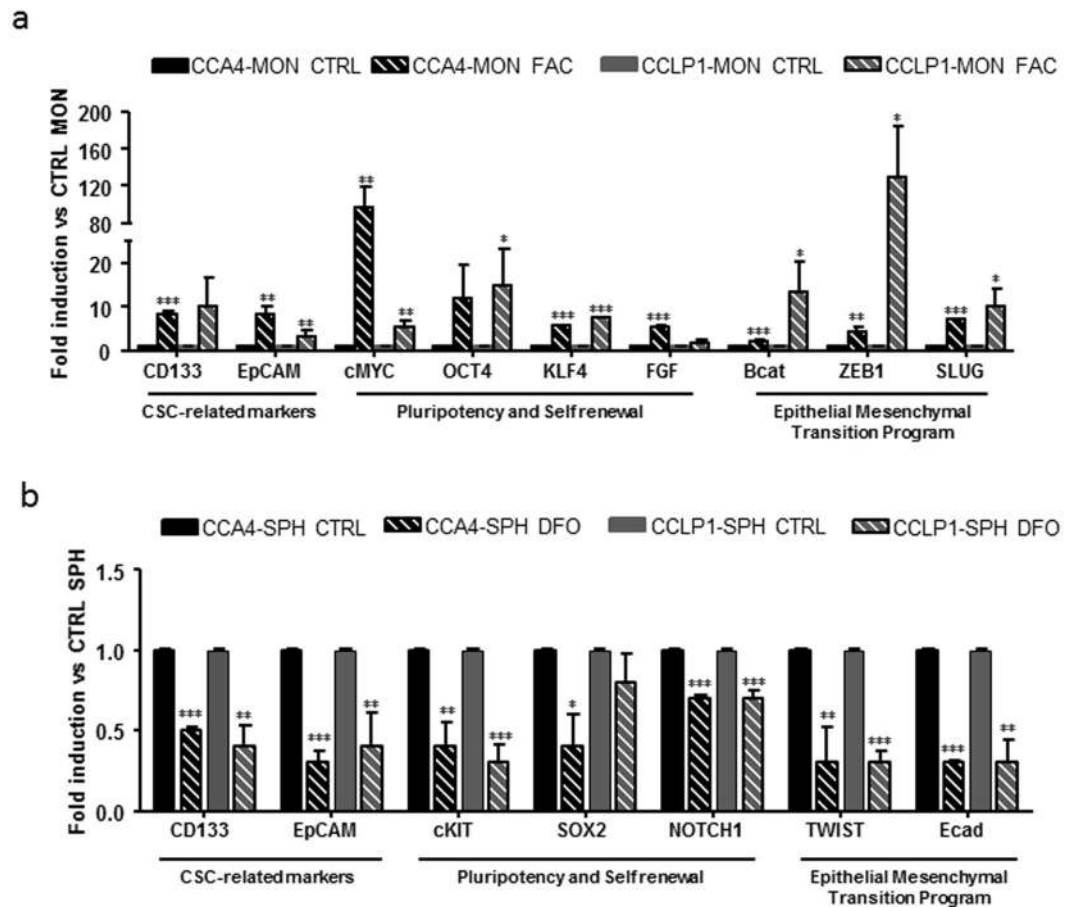 a
CCA4-MON CTRL CCA4-MON FAC CCLP1-MON CTRL CCLP1-MON FAC
Fold induction vs CTRL MON
200
160
120
80
20
10
0
*** ** ** ** ** * *** *** *** *** * ** * *** *
CD133 EpCAM cMYC OCT4 KLF4 FGF Bcat ZEB1 SLUG
CSC-related markers Pluripotency and Self renewal Epithelial Mesenchymal
Transition Program
b
CCA4-SPH CTRL CCA4-SPH DFO CCLP1-SPH CTRL CCLP1-SPH DFO
Fold induction vs CTRL SPH
1.5
1.0
0.5
0.0
*** ** *** ** ** *** * *** *** ** *** *** **
CD133 EpCAM cKIT SOX2 NOTCH1 TWIST Ecad
CSC-related markers Pluripotency and Self renewal Epithelial Mesenchymal
Transition Program